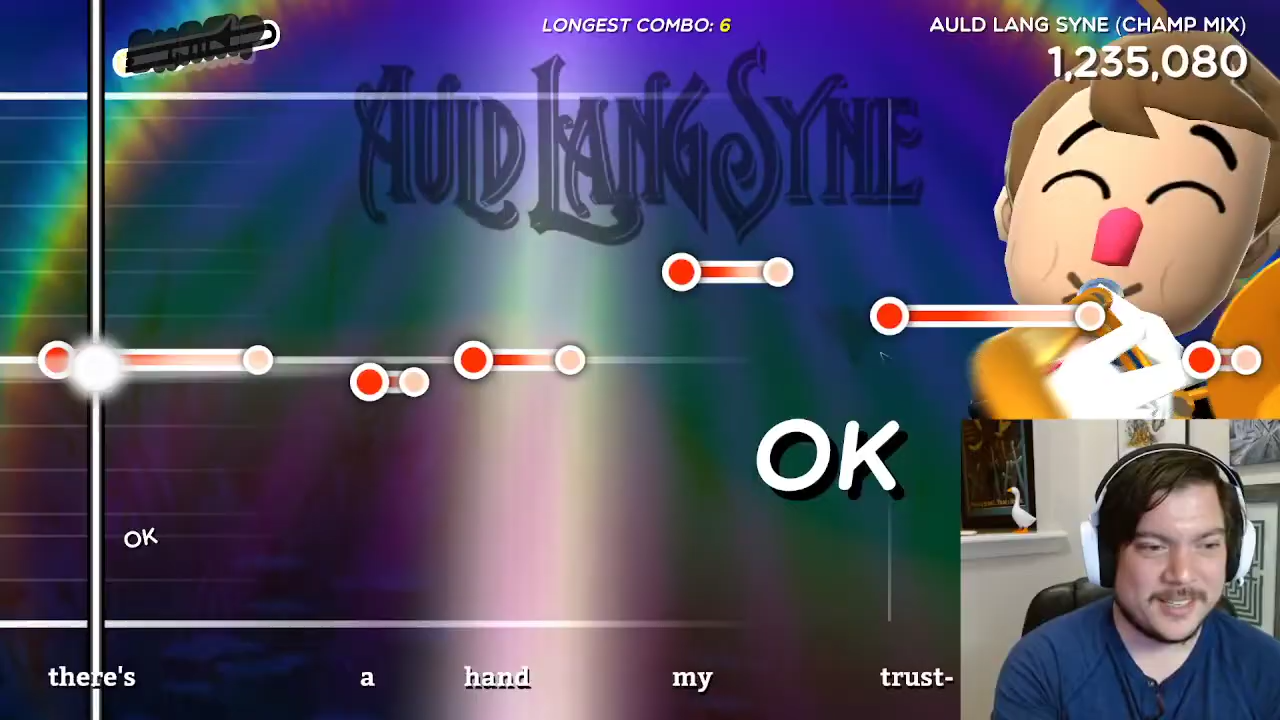 LONGEST COMBO: 6
AULD LANG SYNE (CHAMP MIX)
1,235,080
AULD LANG SYNE
OK
OK
there's a hand my trust-